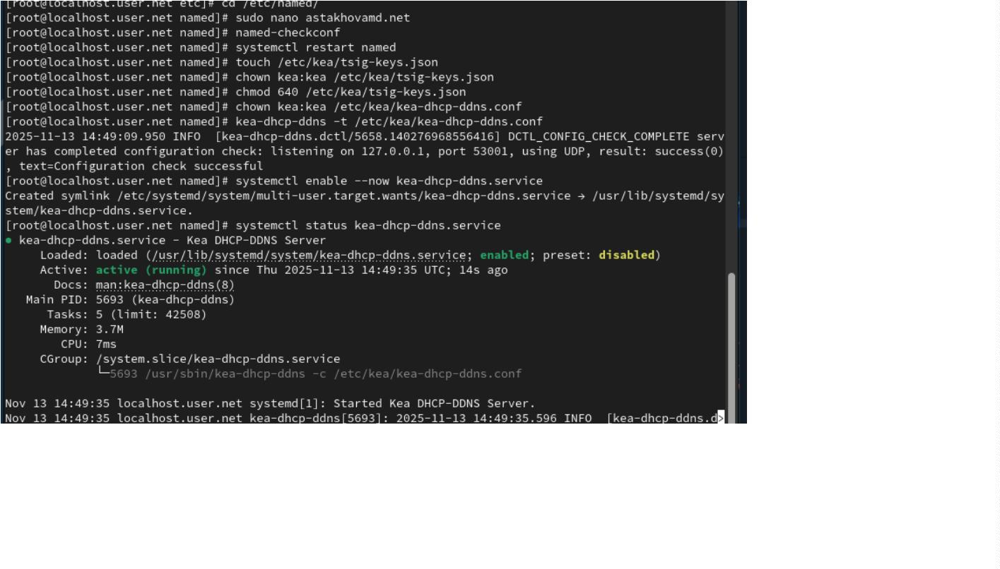 [root@localhost.user.net etc]# cd /etc/named/
[root@localhost.user.net named]# sudo nano astakhovamd.net
[root@localhost.user.net named]# named-checkconf
[root@localhost.user.net named]# systemctl restart named
[root@localhost.user.net named]# touch /etc/kea/tsig-keys.json
[root@localhost.user.net named]# chown kea:kea /etc/kea/tsig-keys.json
[root@localhost.user.net named]# chmod 640 /etc/kea/tsig-keys.json
[root@localhost.user.net named]# chown kea:kea /etc/kea/kea-dhcp-ddns.conf
[root@localhost.user.net named]# kea-dhcp-ddns -t /etc/kea/kea-dhcp-ddns.conf
2025-11-13 14:49:09.950 INFO  [kea-dhcp-ddns.dctl/5658.140276968556416] DCTL_CONFIG_CHECK_COMPLETE serv
er has completed configuration check: listening on 127.0.0.1, port 53001, using UDP, result: success(0)
, text=Configuration check successful
[root@localhost.user.net named]# systemctl enable --now kea-dhcp-ddns.service
Created symlink /etc/systemd/system/multi-user.target.wants/kea-dhcp-ddns.service → /usr/lib/systemd/sy
stem/kea-dhcp-ddns.service.
[root@localhost.user.net named]# systemctl status kea-dhcp-ddns.service
● kea-dhcp-ddns.service - Kea DHCP-DDNS Server
     Loaded: loaded (/usr/lib/systemd/system/kea-dhcp-ddns.service; enabled; preset: disabled)
     Active: active (running) since Thu 2025-11-13 14:49:35 UTC; 14s ago
       Docs: man:kea-dhcp-ddns(8)
   Main PID: 5693 (kea-dhcp-ddns)
      Tasks: 5 (limit: 42508)
     Memory: 3.7M
        CPU: 7ms
     CGroup: /system.slice/kea-dhcp-ddns.service
             └─5693 /usr/sbin/kea-dhcp-ddns -c /etc/kea/kea-dhcp-ddns.conf
Nov 13 14:49:35 localhost.user.net systemd[1]: Started Kea DHCP-DDNS Server.
Nov 13 14:49:35 localhost.user.net kea-dhcp-ddns[5693]: 2025-11-13 14:49:35.596 INFO  [kea-dhcp-ddns.d>